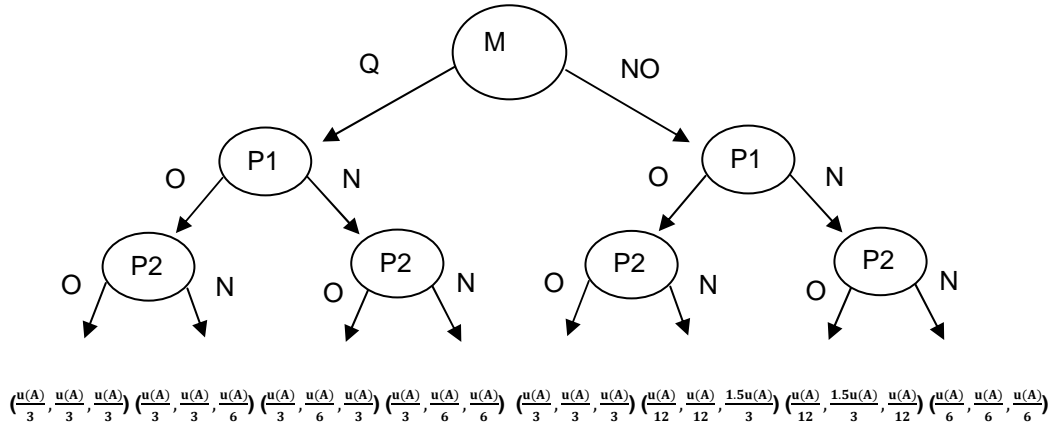 M
Q NO
P1 P1
O N O N
P2 P2 P2 P2
O N O N O N O N
(u(A)/3, u(A)/3, u(A)/3) (u(A)/3, u(A)/3, u(A)/6) (u(A)/3, u(A)/6, u(A)/3) (u(A)/3, u(A)/6, u(A)/6) (u(A)/3, u(A)/3, u(A)/3) (u(A)/12, u(A)/12, 1.5u(A)/3) (u(A)/12, 1.5u(A)/3, u(A)/12) (u(A)/6, u(A)/6, u(A)/6)